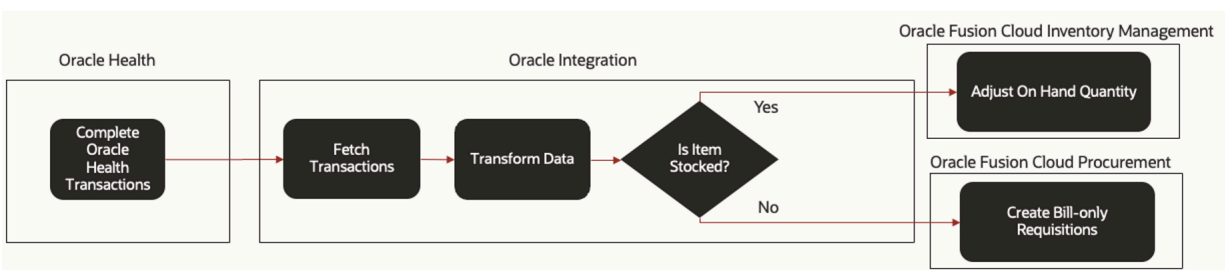 Oracle Health
Complete
Oracle
Health
Transactions
Oracle Integration
Fetch
Transactions
Transform Data
Is Item
Stocked?
Yes
No
Oracle Fusion Cloud Inventory Management
Adjust On Hand Quantity
Oracle Fusion Cloud Procurement
Create Bill-only
Requisitions